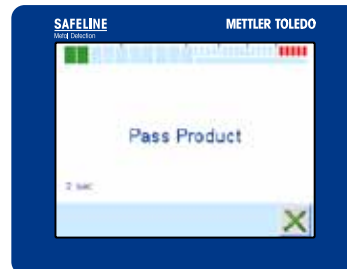 SAFELINE METTLER TOLEDO
Metal Detection
Pass Product
2 sec